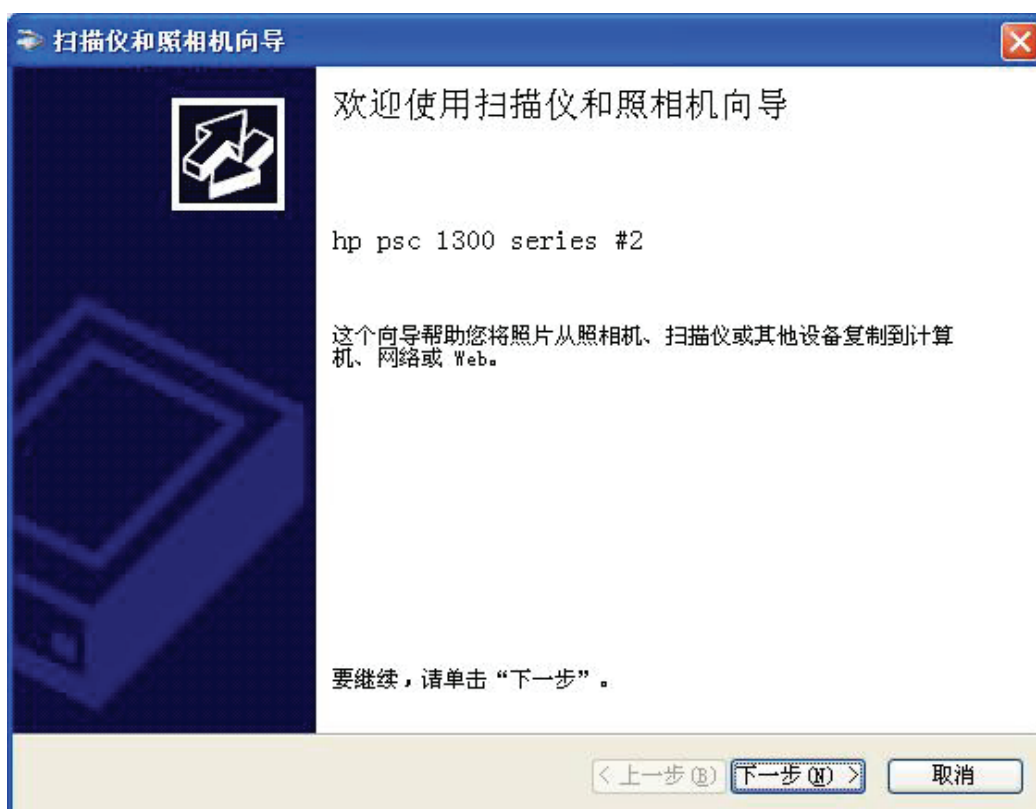 扫描仪和照相机向导
欢迎使用扫描仪和照相机向导
hp psc 1300 series #2
这个向导帮助您将照片从照相机、扫描仪或其他设备复制到计算
机、网络或 Web。
要继续，请单击“下一步”。
< 上一步(B) 下一步(N) > 取消